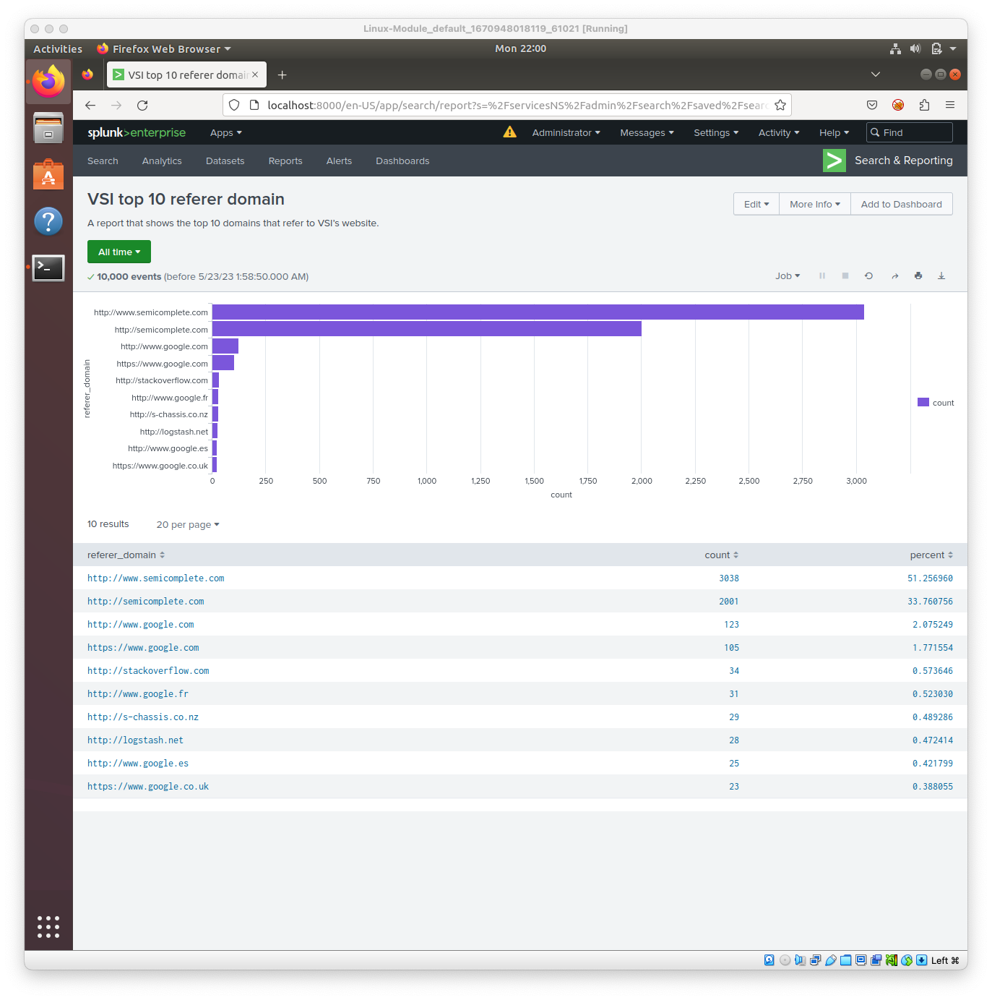 Linux-Module_default_1670948018119_61021 [Running]
Activities Firefox Web Browser Mon 22:00
VSI top 10 referer domain
localhost:8000/en-US/app/search/report?s=%2FservicesNS%2Fadmin%2Fsearch%2Fsaved%2Fsear
splunk>enterprise Apps Administrator Messages Settings Activity Help Find
Search Analytics Datasets Reports Alerts Dashboards > Search & Reporting
VSI top 10 referer domain
Edit More Info Add to Dashboard
A report that shows the top 10 domains that refer to VSI's website.
All time
10,000 events (before 5/23/23 1:58:50.000 AM) Job
referer_domain
http://www.semicomplete.com
http://semicomplete.com
http://www.google.com
https://www.google.com
http://stackoverflow.com
http://www.google.fr
http://s-chassis.co.nz
http://logstash.net
http://www.google.es
https://www.google.co.uk
count
0 250 500 750 1,000 1,250 1,500 1,750 2,000 2,250 2,500 2,750 3,000
count
10 results 20 per page
referer_domain count percent
http://www.semicomplete.com 3038 51.256960
http://semicomplete.com 2001 33.760756
http://www.google.com 123 2.075249
https://www.google.com 105 1.771554
http://stackoverflow.com 34 0.573646
http://www.google.fr 31 0.523030
http://s-chassis.co.nz 29 0.489286
http://logstash.net 28 0.472414
http://www.google.es 25 0.421799
https://www.google.co.uk 23 0.388055
Left ⌘